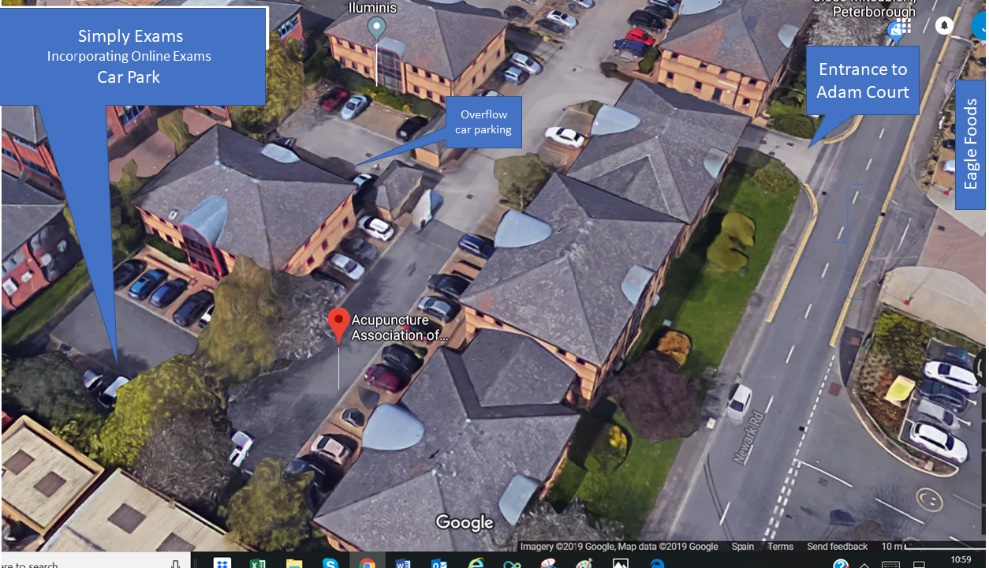 Iluminis
Peterborough
Simply Exams
Incorporating Online Exams
Car Park
Overflow
car parking
Entrance to
Adam Court
Eagle Foods
Acupuncture
Association of...
Newark Rd
Google
Imagery ©2019 Google, Map data ©2019 Google Spain Terms Send feedback 10 m
to search
10:59